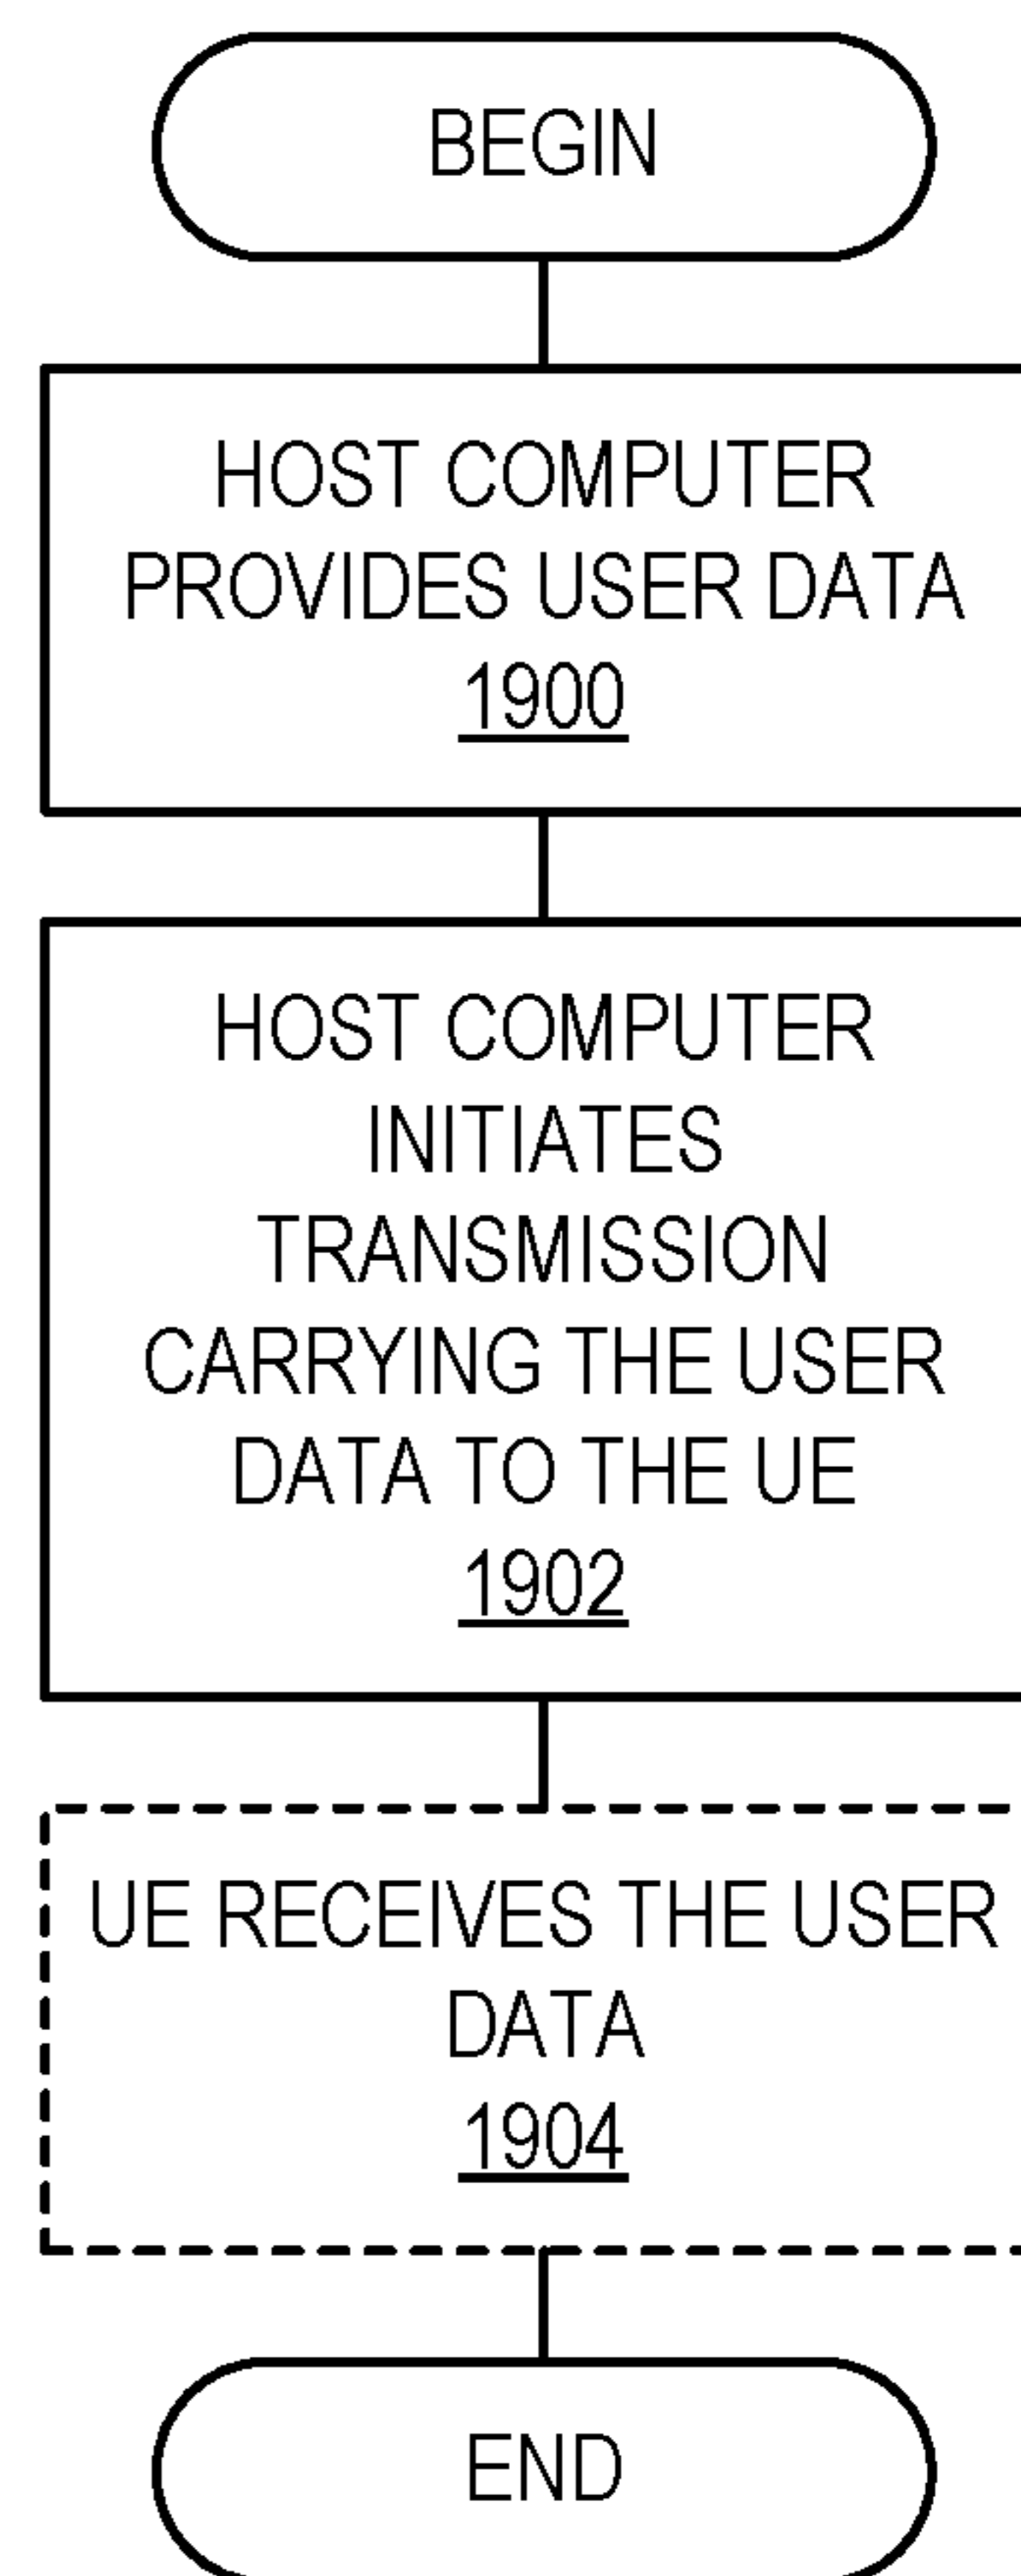 BEGIN
HOST COMPUTER
PROVIDES USER DATA
1900
HOST COMPUTER
INITIATES
TRANSMISSION
CARRYING THE USER
DATA TO THE UE
1902
UE RECEIVES THE USER
DATA
1904
END